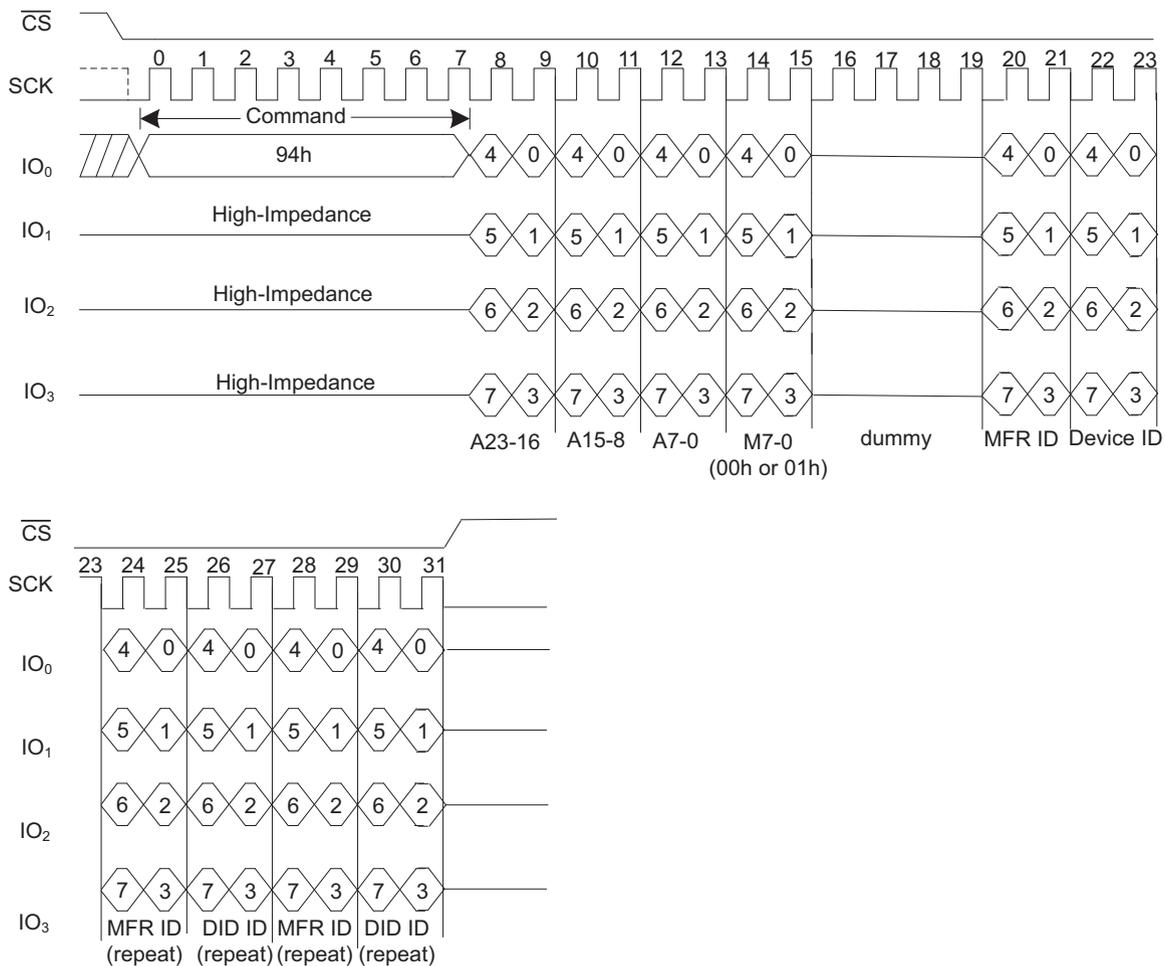 CS
0 1 2 3 4 5 6 7 8 9 10 11 12 13 14 15 16 17 18 19 20 21 22 23
SCK
Command
IO0 94h 4 0 4 0 4 0 4 0 4 0 4 0
High-Impedance
IO1 5 1 5 1 5 1 5 1 5 1 5 1
High-Impedance
IO2 6 2 6 2 6 2 6 2 6 2 6 2
High-Impedance
IO3 7 3 7 3 7 3 7 3 7 3 7 3
A23-16 A15-8 A7-0 M7-0 dummy MFR ID Device ID
(00h or 01h)
CS
23 24 25 26 27 28 29 30 31
SCK
IO0 4 0 4 0 4 0 4 0
IO1 5 1 5 1 5 1 5 1
IO2 6 2 6 2 6 2 6 2
IO3 7 3 7 3 7 3 7 3
MFR ID DID ID MFR ID DID ID
(repeat) (repeat) (repeat) (repeat)